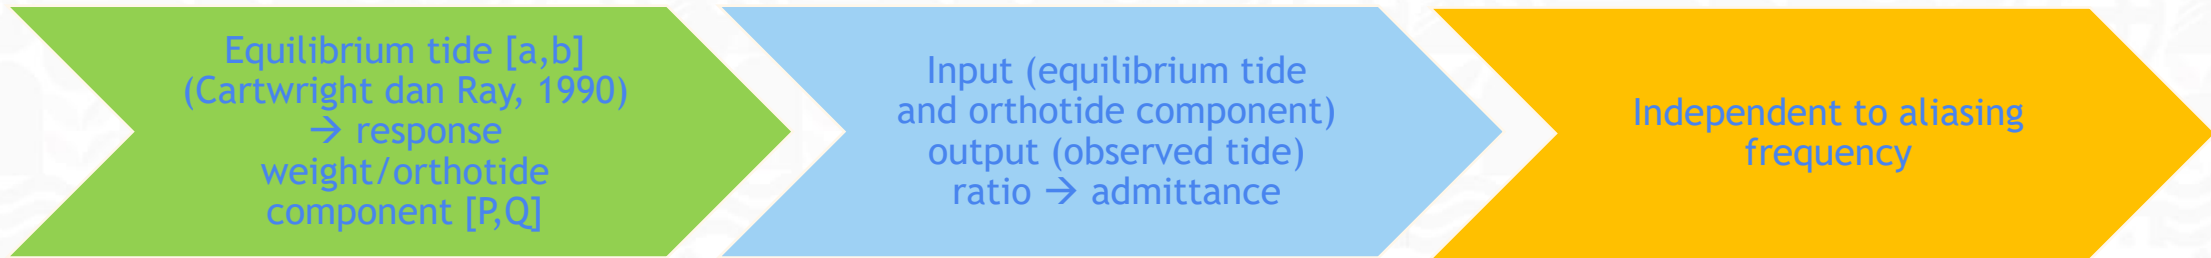 Equilibrium tide [a,b]
(Cartwright dan Ray, 1990)
→ response
weight/orthotide
component [P,Q]
Input (equilibrium tide
and orthotide component)
output (observed tide)
ratio → admittance
Independent to aliasing
frequency